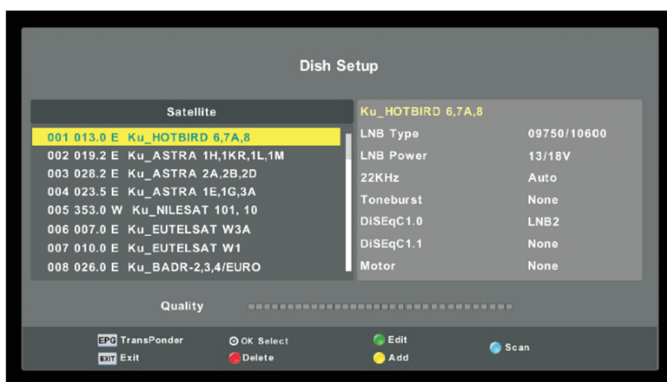 Dish Setup
Satellite
001 013.0 E Ku_HOTBIRD 6,7A,8
002 019.2 E Ku_ASTRA 1H,1KR,1L,1M
003 028.2 E Ku_ASTRA 2A,2B,2D
004 023.5 E Ku_ASTRA 1E,1G,3A
005 353.0 W Ku_NILESAT 101, 10
006 007.0 E Ku_EUTELSAT W3A
007 010.0 E Ku_EUTELSAT W1
008 026.0 E Ku_BADR-2,3,4/EURO
Ku_HOTBIRD 6,7A,8
LNB Type 09750/10600
LNB Power 13/18V
22KHz Auto
Toneburst None
DiSEqC1.0 LNB2
DiSEqC1.1 None
Motor None
Quality
EPG TransPonder OK Select Edit Scan
EXIT Exit Delete Add